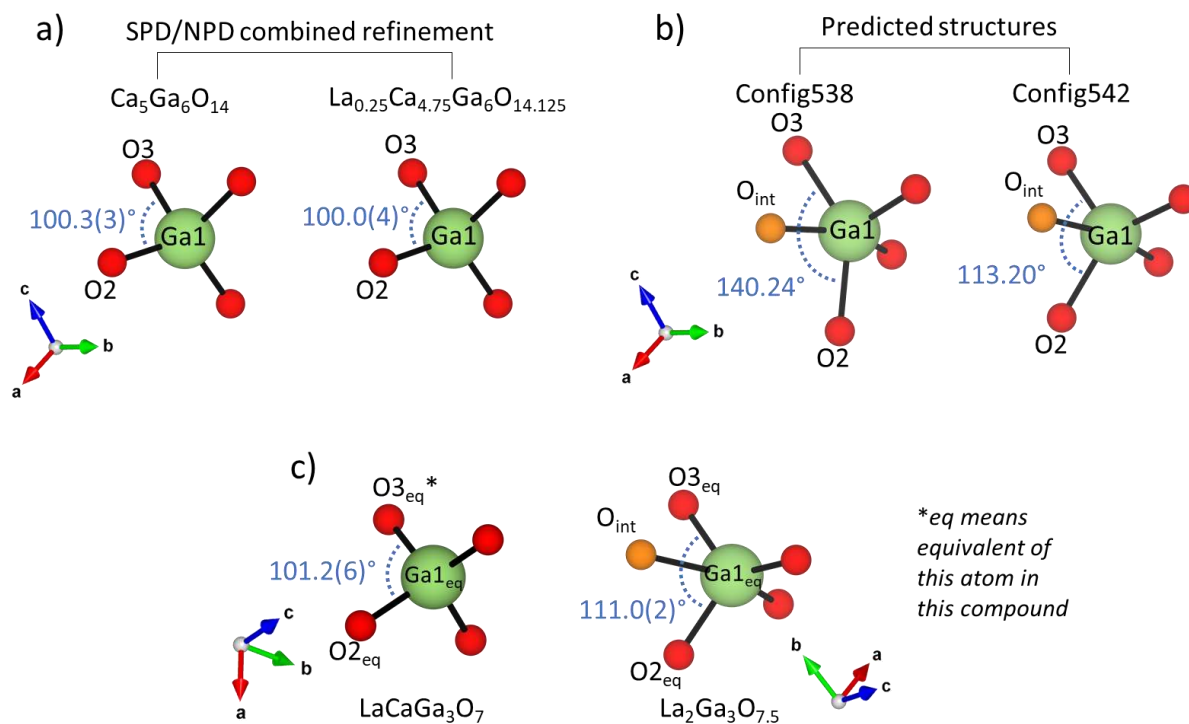 a)
SPD/NPD combined refinement
Ca₅Ga₆O₁₄
La₀.₂₅Ca₄.₇₅Ga₆O₁₄.₁₂₅
O3
100.3(3)°
Ga1
O2
c
b
a
O3
100.0(4)°
Ga1
O2
b)
Predicted structures
Config538
Config542
O3
Oint
Ga1
140.24°
O2
c
b
a
O3
Oint
Ga1
113.20°
O2
c)
O3eq*
101.2(6)°
Ga1eq
O2eq
c
b
a
LaCaGa₃O₇
O3eq
Oint
Ga1eq
111.0(2)°
O2eq
b
a
c
La₂Ga₃O₇.₅
*eq means
equivalent of
this atom in
this compound